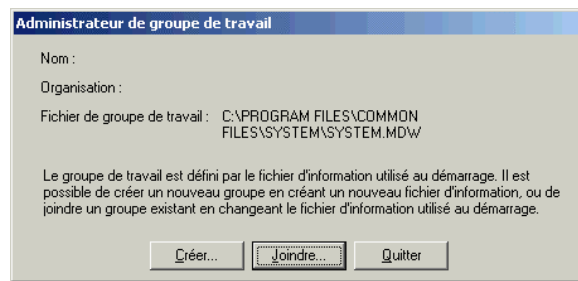 Administrateur de groupe de travail
Nom :
Organisation :
Fichier de groupe de travail : C:\PROGRAM FILES\COMMON
FILES\SYSTEM\SYSTEM.MDW
Le groupe de travail est défini par le fichier d'information utilisé au démarrage. Il est
possible de créer un nouveau groupe en créant un nouveau fichier d'information, ou de
joindre un groupe existant en changeant le fichier d'information utilisé au démarrage.
Créer... Joindre... Quitter